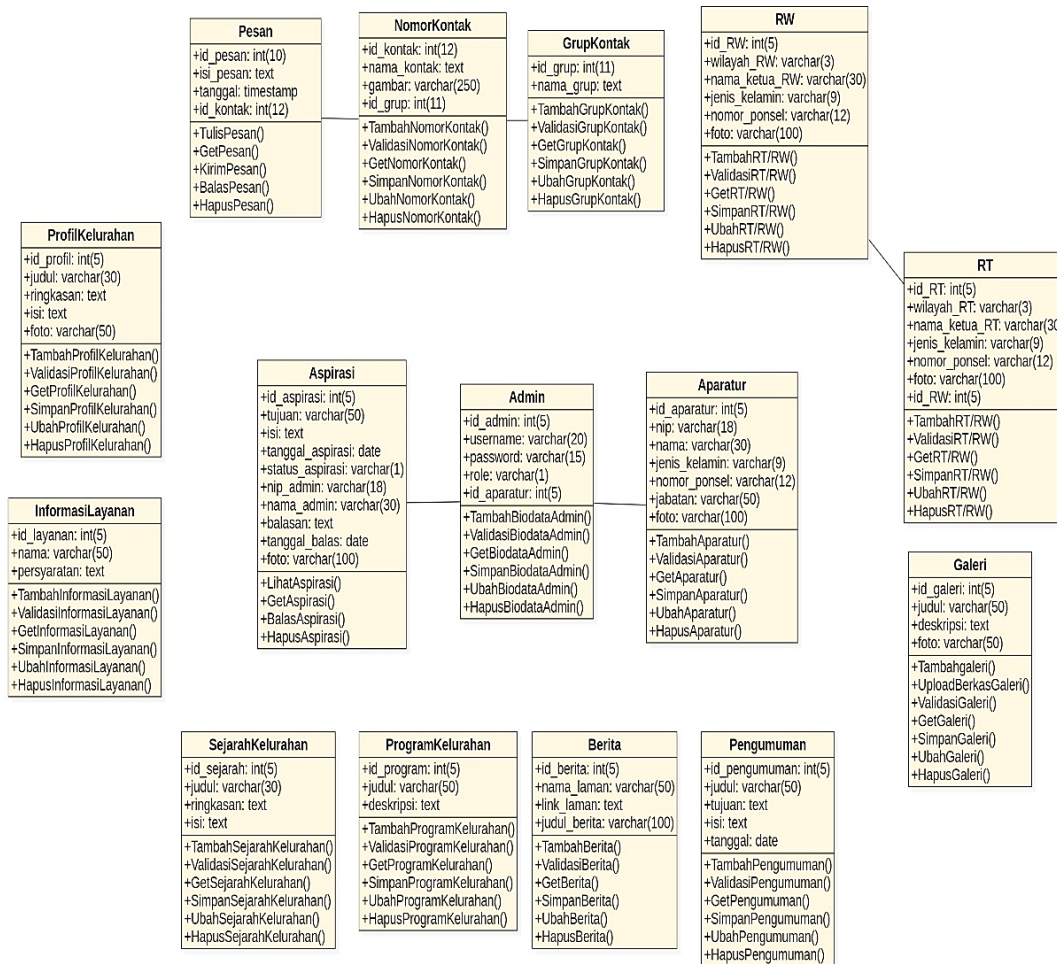 Pesan
+id_pesan: int(10)
+isi_pesan: text
+tanggal: timestamp
+id_kontak: int(12)
+TulisPesan()
+GetPesan()
+KirimPesan()
+BalasPesan()
+HapusPesan()
NomorKontak
+id_kontak: int(12)
+nama_kontak: text
+gambar: varchar(250)
+id_grup: int(11)
+TambahNomorKontak()
+ValidasiNomorKontak()
+GetNomorKontak()
+SimpanNomorKontak()
+UbahNomorKontak()
+HapusNomorKontak()
GrupKontak
+id_grup: int(11)
+nama_grup: text
+TambahGrupKontak()
+ValidasiGrupKontak()
+GetGrupKontak()
+SimpanGrupKontak()
+UbahGrupKontak()
+HapusGrupKontak()
RW
+id_RW: int(5)
+wilayah_RW: varchar(3)
+nama_ketua_RW: varchar(30)
+jenis_kelamin: varchar(9)
+nomor_ponsel: varchar(12)
+foto: varchar(100)
+TambahRT/RW()
+ValidasiRT/RW()
+GetRT/RW()
+SimpanRT/RW()
+UbahRT/RW()
+HapusRT/RW()
ProfilKelurahan
+id_profil: int(5)
+judul: varchar(30)
+ringkasan: text
+isi: text
+foto: varchar(50)
+TambahProfilKelurahan()
+ValidasiProfilKelurahan()
+GetProfilKelurahan()
+SimpanProfilKelurahan()
+UbahProfilKelurahan()
+HapusProfilKelurahan()
RT
+id_RT: int(5)
+wilayah_RT: varchar(3)
+nama_ketua_RT: varchar(30
+jenis_kelamin: varchar(9)
+nomor_ponsel: varchar(12)
+foto: varchar(100)
+id_RW: int(5)
+TambahRT/RW()
+ValidasiRT/RW()
+GetRT/RW()
+SimpanRT/RW()
+UbahRT/RW()
+HapusRT/RW()
Aspirasi
+id_aspirasi: int(5)
+tujuan: varchar(50)
+isi: text
+tanggal_aspirasi: date
+status_aspirasi: varchar(1)
+nip_admin: varchar(18)
+nama_admin: varchar(30)
+balasan: text
+tanggal_balas: date
+foto: varchar(100)
+LihatAspirasi()
+GetAspirasi()
+BalasAspirasi()
+HapusAspirasi()
Admin
+id_admin: int(5)
+username: varchar(20)
+password: varchar(15)
+role: varchar(1)
+id_aparatur: int(5)
+TambahBiodataAdmin()
+ValidasiBiodataAdmin()
+GetBiodataAdmin()
+SimpanBiodataAdmin()
+UbahBiodataAdmin()
+HapusBiodataAdmin()
Aparatur
+id_aparatur: int(5)
+nip: varchar(18)
+nama: varchar(30)
+jenis_kelamin: varchar(9)
+nomor_ponsel: varchar(12)
+jabatan: varchar(50)
+foto: varchar(100)
+TambahAparatur()
+ValidasiAparatur()
+GetAparatur()
+SimpanAparatur()
+UbahAparatur()
+HapusAparatur()
InformasiLayanan
+id_layanan: int(5)
+nama: varchar(50)
+persyaratan: text
+TambahInformasiLayanan()
+ValidasiInformasiLayanan()
+GetInformasiLayanan()
+SimpanInformasiLayanan()
+UbahInformasiLayanan()
+HapusInformasiLayanan()
Galeri
+id_galeri: int(5)
+judul: varchar(50)
+deskripsi: text
+foto: varchar(50)
+Tambahgaleri()
+UploadBerkasGaleri()
+ValidasiGaleri()
+GetGaleri()
+SimpanGaleri()
+UbahGaleri()
+HapusGaleri()
SejarahKelurahan
+id_sejarah: int(5)
+judul: varchar(30)
+ringkasan: text
+isi: text
+TambahSejarahKelurahan()
+ValidasiSejarahKelurahan()
+GetSejarahKelurahan()
+SimpanSejarahKelurahan()
+UbahSejarahKelurahan()
+HapusSejarahKelurahan()
ProgramKelurahan
+id_program: int(5)
+judul: varchar(50)
+deskripsi: text
+TambahProgramKelurahan()
+ValidasiProgramKelurahan()
+GetProgramKelurahan()
+SimpanProgramKelurahan()
+UbahProgramKelurahan()
+HapusProgramKelurahan()
Berita
+id_berita: int(5)
+nama_laman: varchar(50)
+link_laman: text
+judul_berita: varchar(100)
+TambahBerita()
+ValidasiBerita()
+GetBerita()
+SimpanBerita()
+UbahBerita()
+HapusBerita()
Pengumuman
+id_pengumuman: int(5)
+judul: varchar(50)
+tujuan: text
+isi: text
+tanggal: date
+TambahPengumuman()
+ValidasiPengumuman()
+GetPengumuman()
+SimpanPengumuman()
+UbahPengumuman()
+HapusPengumuman()